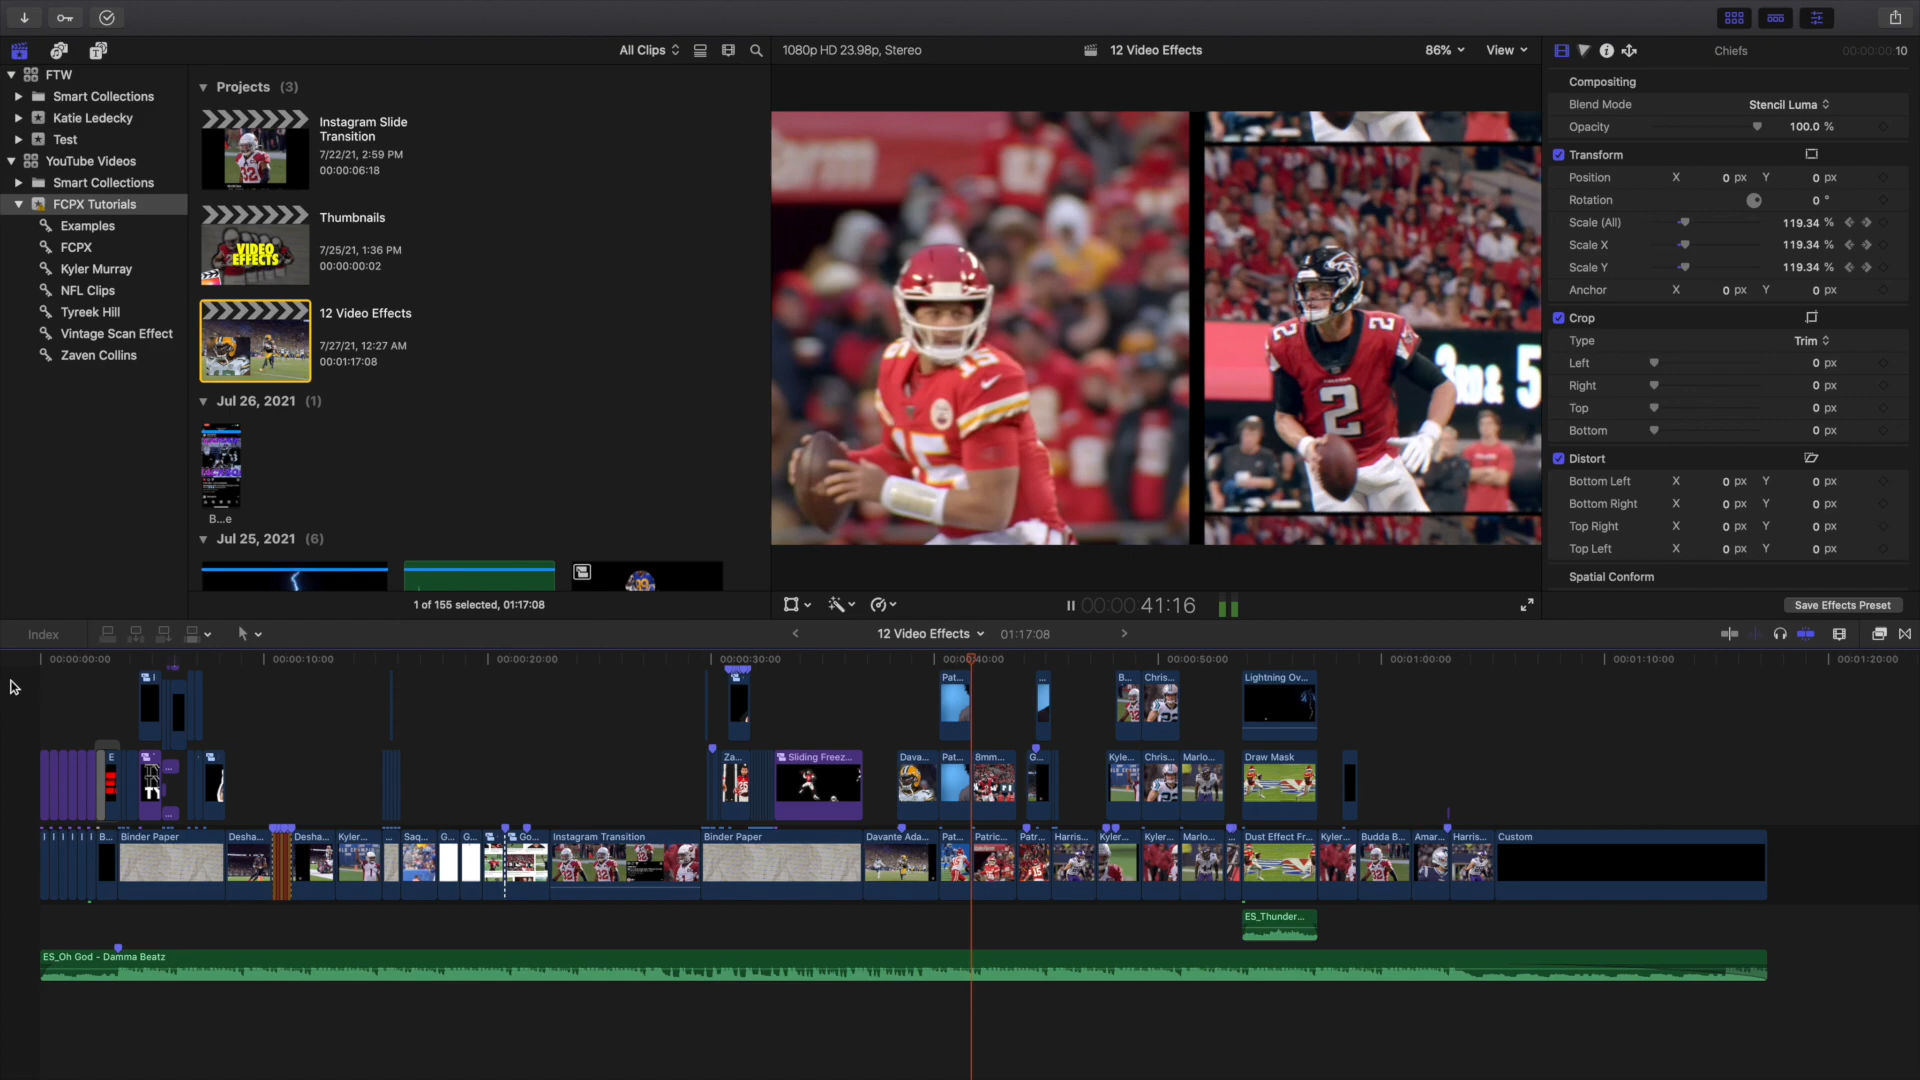 All Clips
1080p HD 23.98p, Stereo
12 Video Effects
86%
View
Chiefs
00:00:00:10
FTW
Smart Collections
Katie Ledecky
Test
YouTube Videos
Smart Collections
FCPX Tutorials
Examples
FCPX
Kyler Murray
NFL Clips
Tyreek Hill
Vintage Scan Effect
Zaven Collins
Projects (3)
Instagram Slide
Transition
7/22/21, 2:59 PM
00:00:06:18
Thumbnails
7/25/21, 1:36 PM
00:00:00:02
VIDEO
EFFECTS
12 Video Effects
7/27/21, 12:27 AM
00:01:17:08
Jul 26, 2021 (1)
B...e
Jul 25, 2021 (6)
1 of 155 selected, 01:17:08
15
15
2
2
3RD & 5
00:00:00:41:16
Compositing
Blend Mode Stencil Luma
Opacity 100.0 %
Transform
Position X 0 px Y 0 px
Rotation 0 °
Scale (All) 119.34 %
Scale X 119.34 %
Scale Y 119.34 %
Anchor X 0 px Y 0 px
Crop
Type Trim
Left 0 px
Right 0 px
Top 0 px
Bottom 0 px
Distort
Bottom Left X 0 px Y 0 px
Bottom Right X 0 px Y 0 px
Top Right X 0 px Y 0 px
Top Left X 0 px Y 0 px
Spatial Conform
Save Effects Preset
Index
12 Video Effects
01:17:08
00:00:00:00
00:00:10:00
00:00:20:00
00:00:30:00
00:00:40:00
00:00:50:00
00:01:00:00
00:01:10:00
00:01:20:00
Pat...
...
B...
Chris...
Lightning Ov...
E
Za...
Sliding Freez...
Dava...
Pat...
8mm...
G...
Kyle...
Chris...
Marlo...
Draw Mask
B...
Binder Paper
Desha...
Desha...
Kyler...
...
Saq...
G...
G...
Go...
Instagram Transition
Binder Paper
Davante Ada...
Pat...
Patric...
Patr...
Harris...
Kyler...
Kyler...
Marlo...
...
Dust Effect Fr...
Kyler...
Budda B...
Amar...
Harris...
Custom
ES_Thunder...
ES_Oh God - Damma Beatz